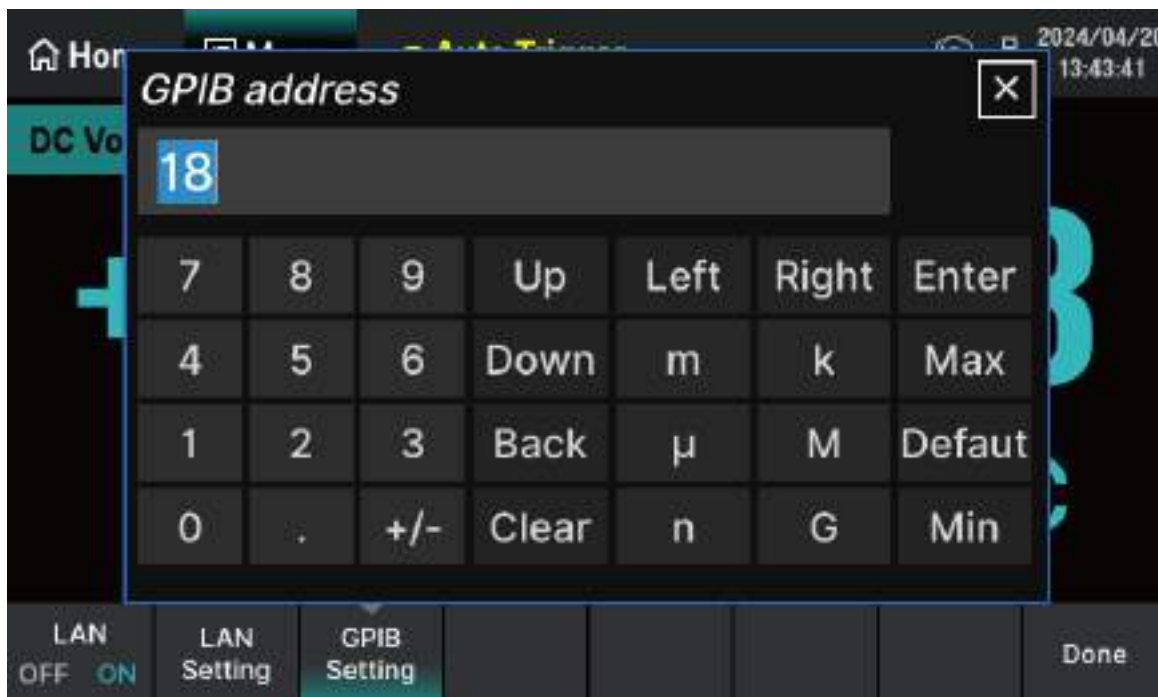 Hor
2024/04/20
13:43:41
GPIB address
DC Vo
18
7 8 9 Up Left Right Enter
4 5 6 Down m k Max
1 2 3 Back µ M Defaut
0 . +/- Clear n G Min
LAN
OFF ON
LAN
Setting
GPIB
Setting
Done